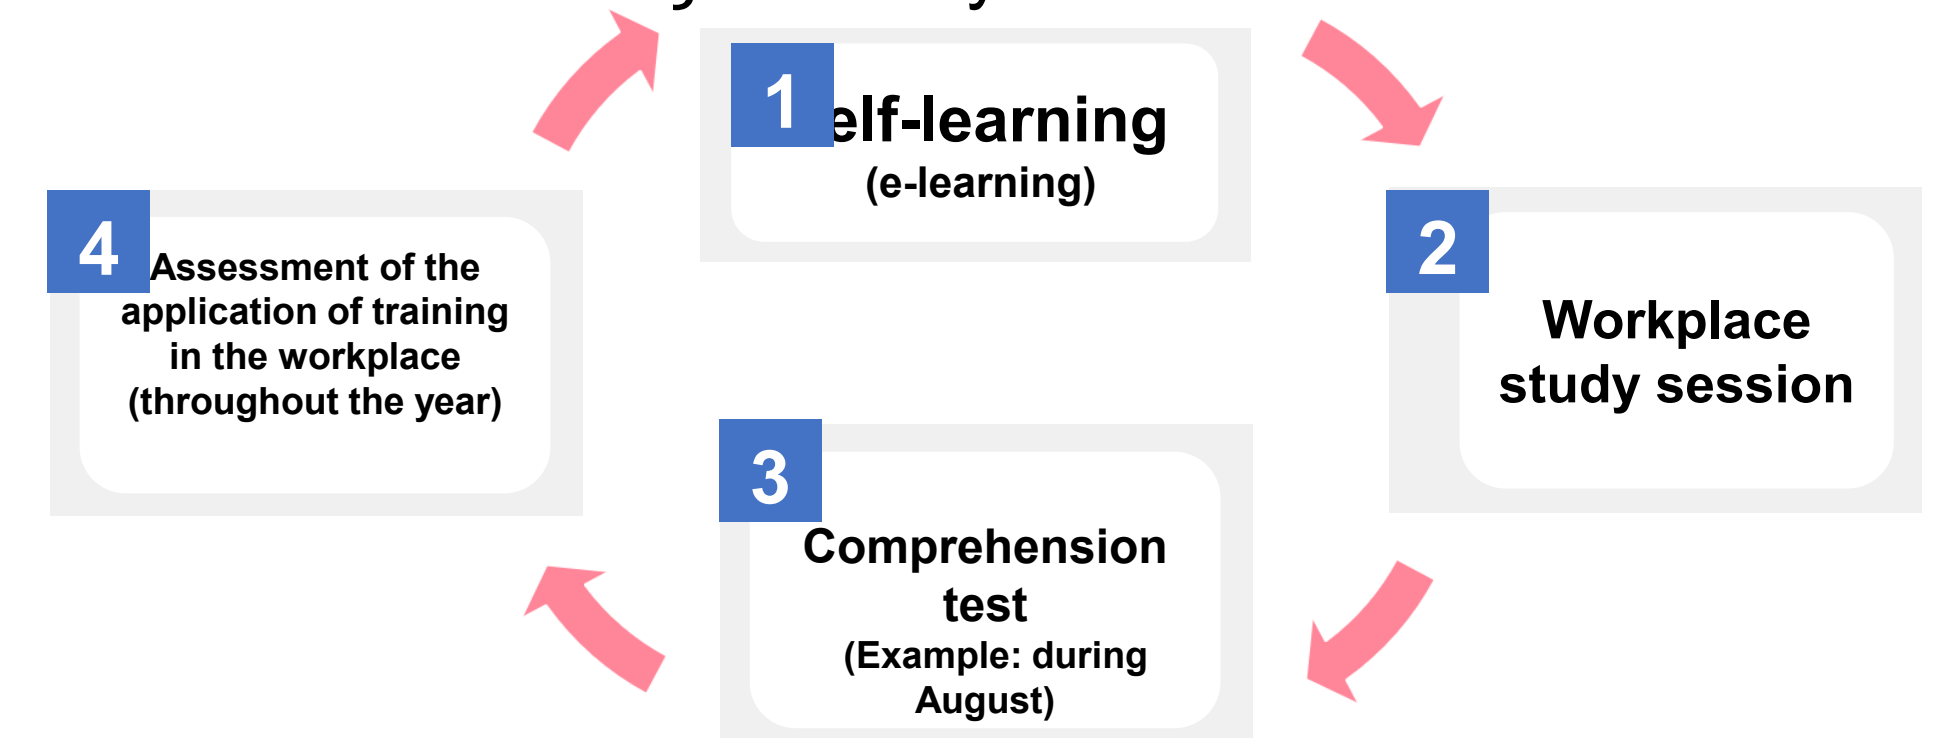 1
elf-learning
(e-learning)
2
Workplace
study session
3
Comprehension
test
(Example: during
August)
4
Assessment of the
application of training
in the workplace
(throughout the year)